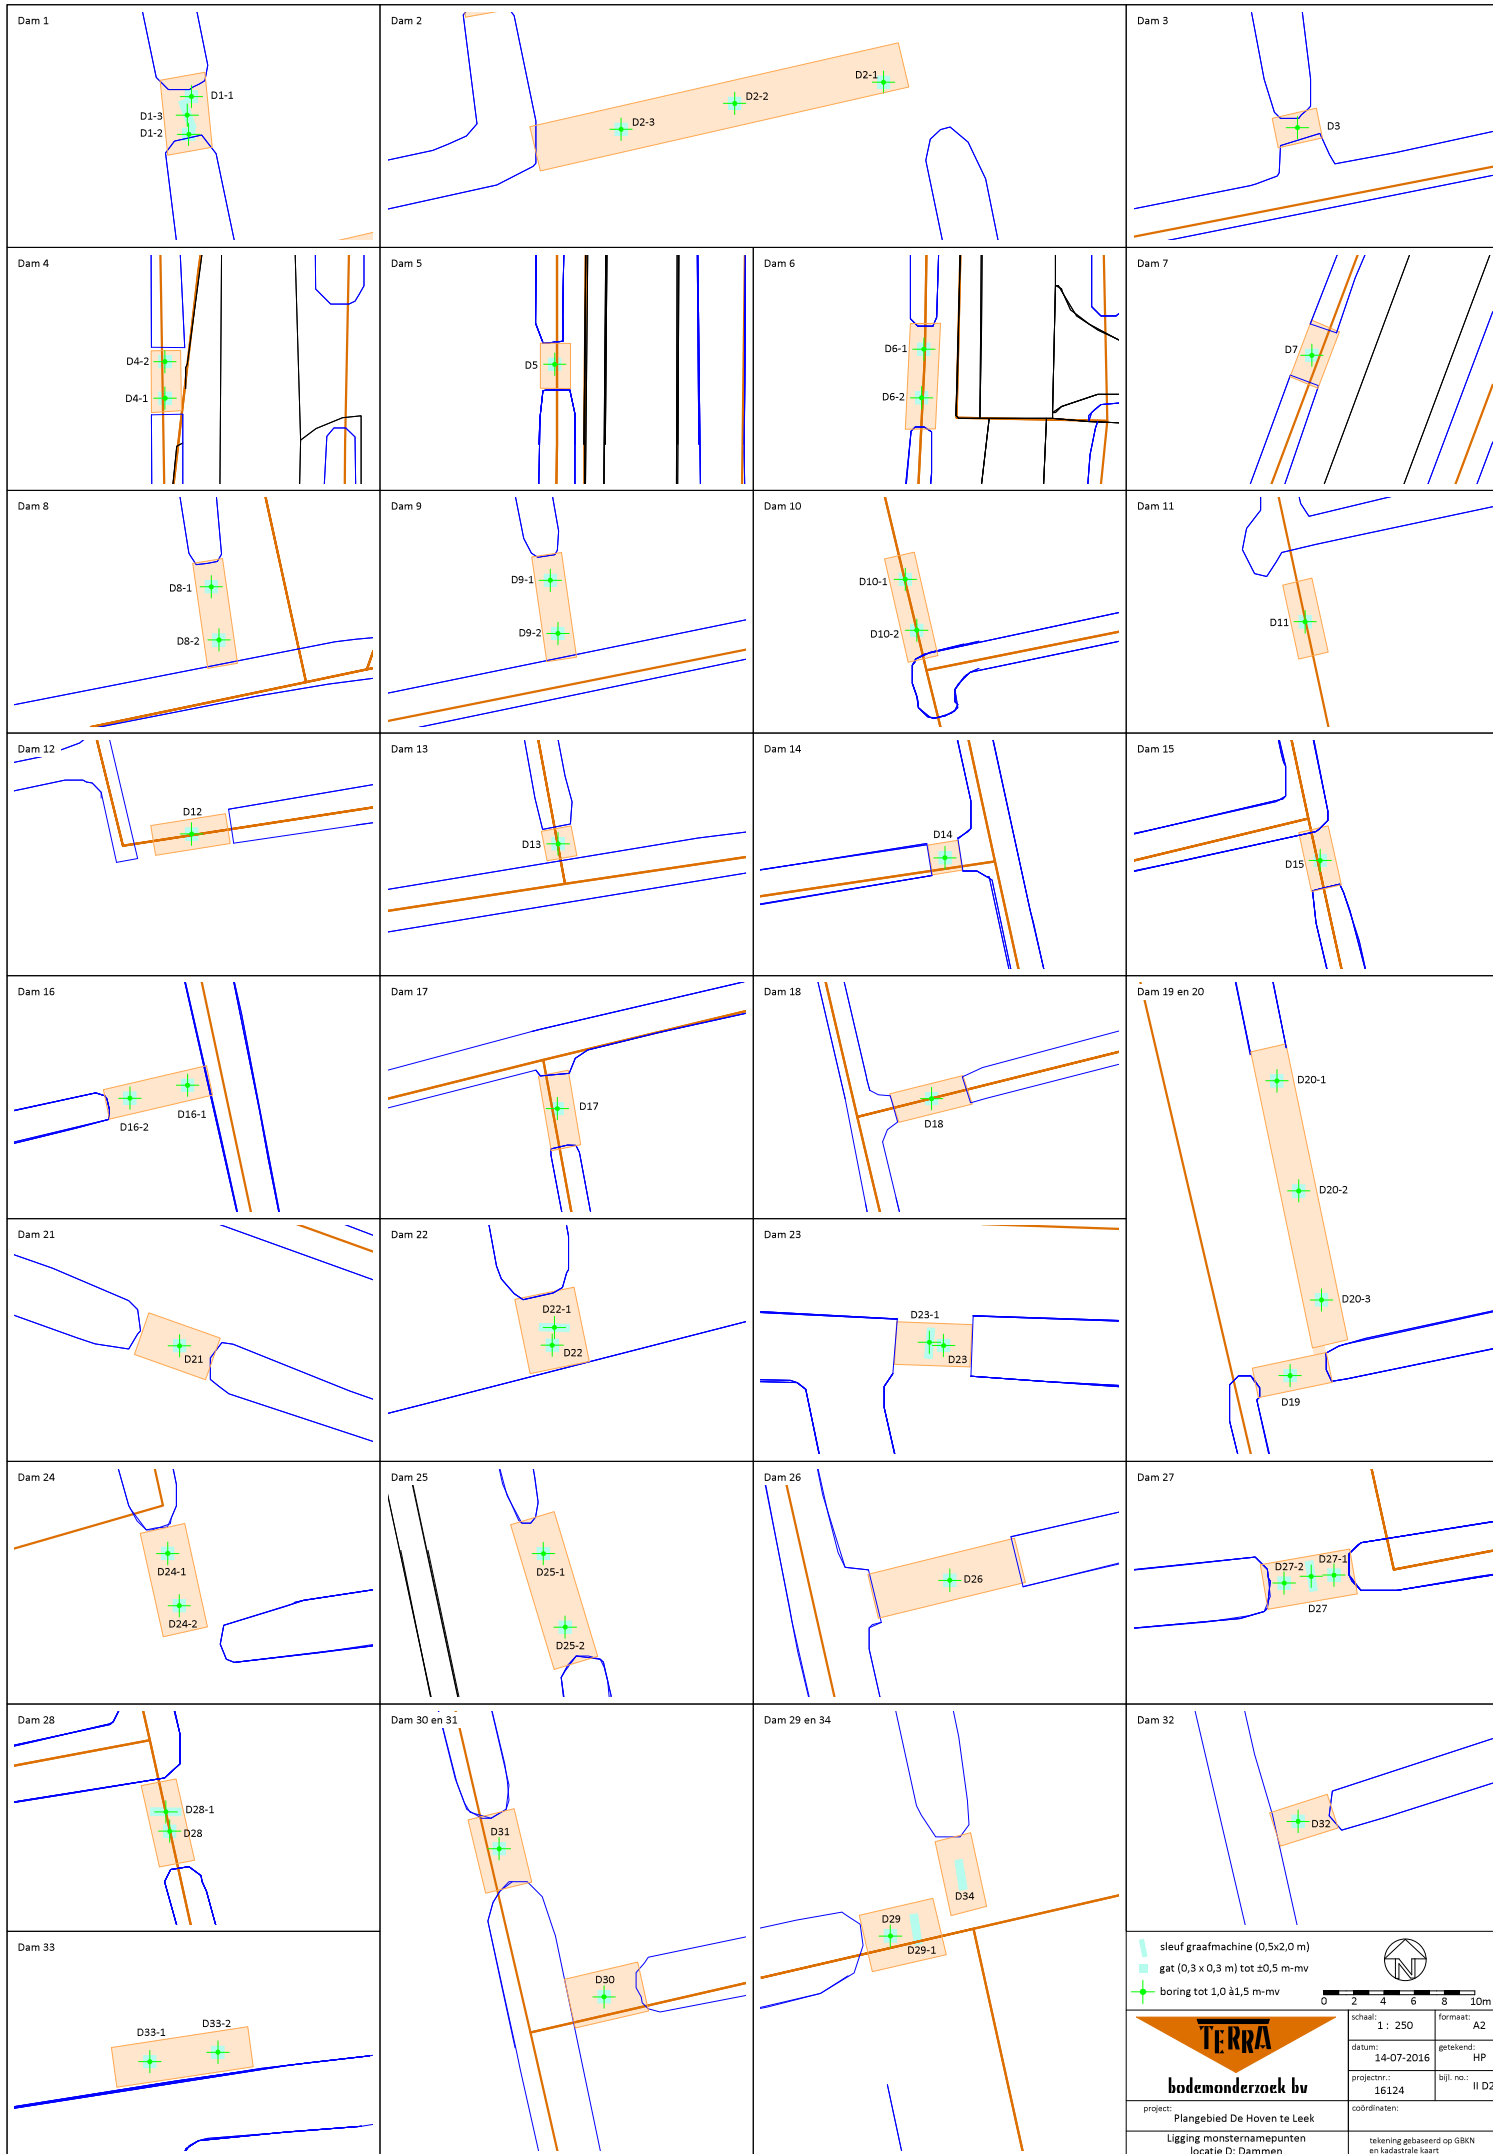 Dam 1
D1-1
D1-3
D1-2
Dam 2
D2-1
D2-2
D2-3
Dam 3
D3
Dam 4
D4-2
D4-1
Dam 5
D5
Dam 6
D6-1
D6-2
Dam 7
D7
Dam 8
D8-1
D8-2
Dam 9
D9-1
D9-2
Dam 10
D10-1
D10-2
Dam 11
D11
Dam 12
D12
Dam 13
D13
Dam 14
D14
Dam 15
D15
Dam 16
D16-1
D16-2
Dam 17
D17
Dam 18
D18
Dam 19 en 20
D20-1
D20-2
D20-3
D19
Dam 21
D21
Dam 22
D22-1
D22
Dam 23
D23-1
D23
Dam 24
D24-1
D24-2
Dam 25
D25-1
D25-2
Dam 26
D26
Dam 27
D27-1
D27-2
D27
Dam 28
D28-1
D28
Dam 30 en 31
D31
D30
Dam 29 en 34
D34
D29
D29-1
Dam 32
D32
Dam 33
D33-2
D33-1
sleuf graafmachine (0,5x2,0 m)
gat (0,3 x 0,3 m) tot ±0,5 m-mv
boring tot 1,0 à1,5 m-mv
N
0 2 4 6 8 10m
TERRA
bodemonderzoek bv
schaal:
1 : 250
formaat:
A2
datum:
14-07-2016
getekend:
HP
projectnr.:
16124
bijl. no.:
II D2
project:
Plangebied De Hoven te Leek
coördinaten:
Ligging monsternamepunten
locatie D: Dammen
tekening gebaseerd op GBKN
en kadastrale kaart